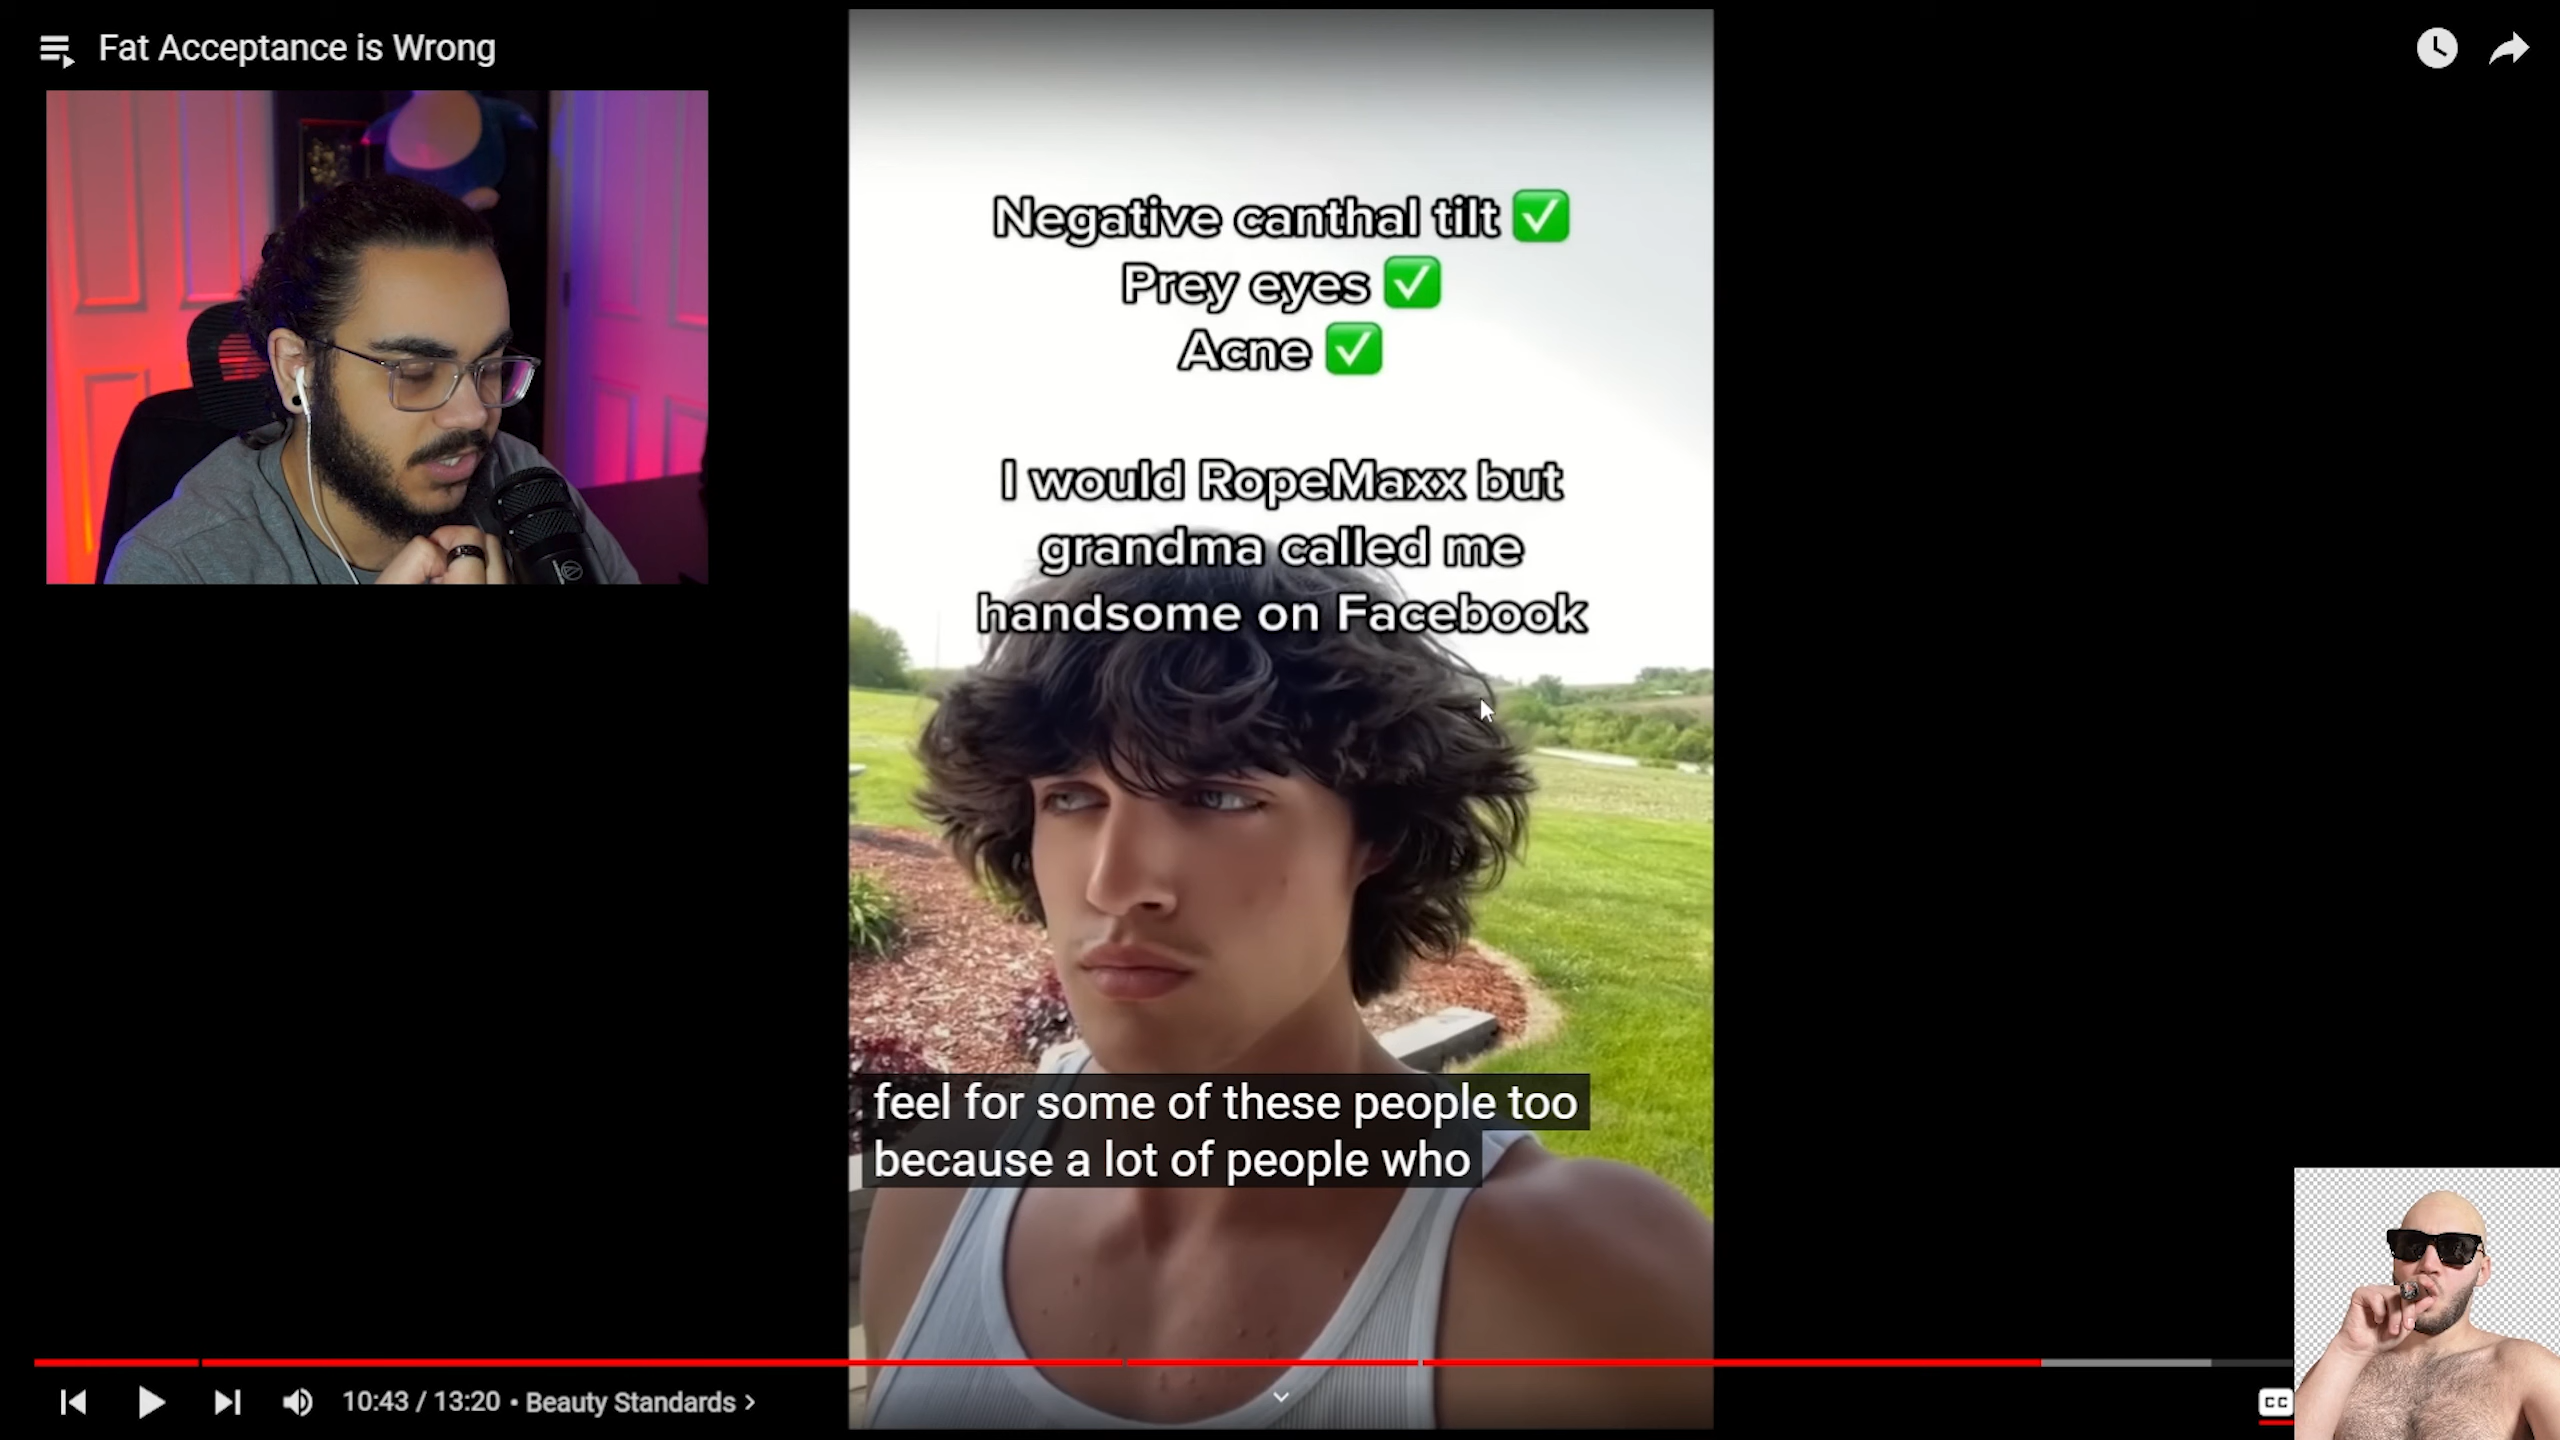 Fat Acceptance is Wrong
Negative canthal tilt ✅
Prey eyes ✅
Acne ✅
I would RopeMaxx but
grandma called me
handsome on Facebook
feel for some of these people too
because a lot of people who
10:43 / 13:20 • Beauty Standards >
CC